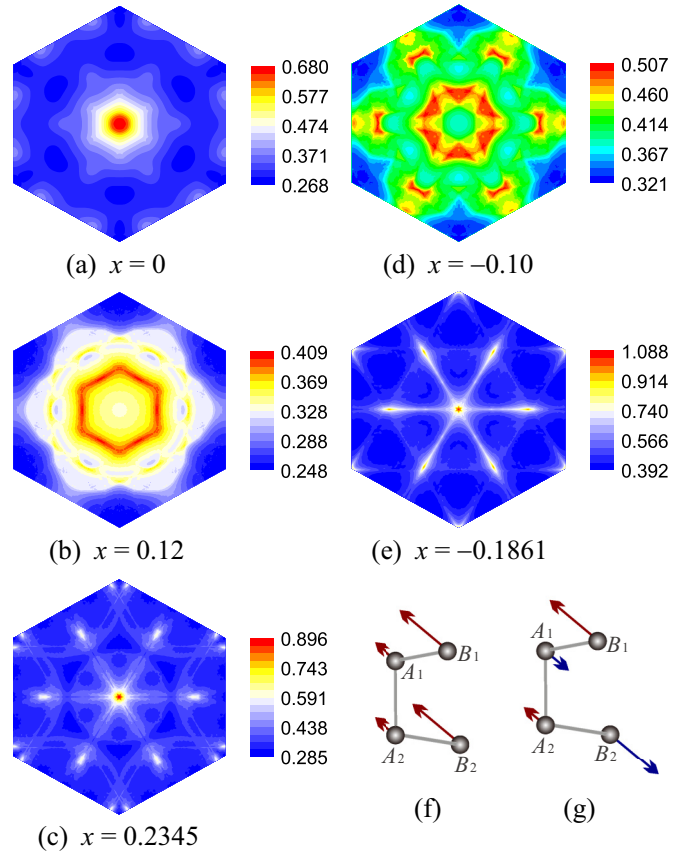 0.680
0.577
0.474
0.371
0.268
(a) x = 0
0.507
0.460
0.414
0.367
0.321
(d) x = −0.10
0.409
0.369
0.328
0.288
0.248
(b) x = 0.12
1.088
0.914
0.740
0.566
0.392
(e) x = −0.1861
0.896
0.743
0.591
0.438
0.285
(c) x = 0.2345
A1
B1
A2
B2
(f)
A1
B1
A2
B2
(g)